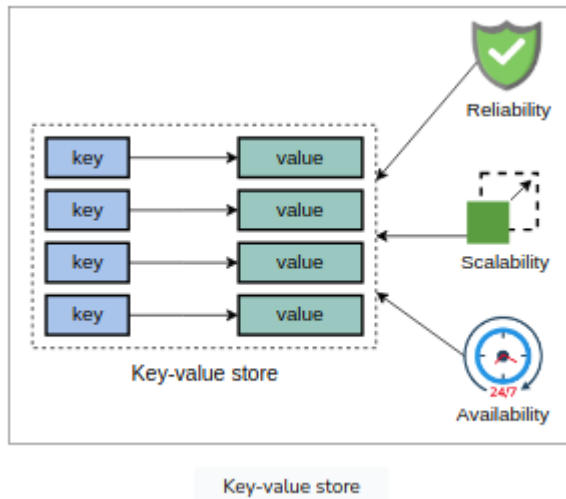 Reliability
key
value
key
value
Scalability
key
value
key
value
Key-value store
24/7
Availability
Key-value store